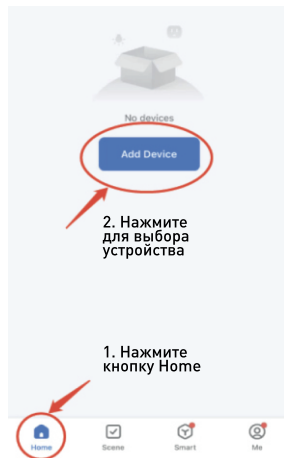 No devices
Add Device
2. Нажмите
для выбора
устройства
1. Нажмите
кнопку Home
Home
Scene
Smart
Me